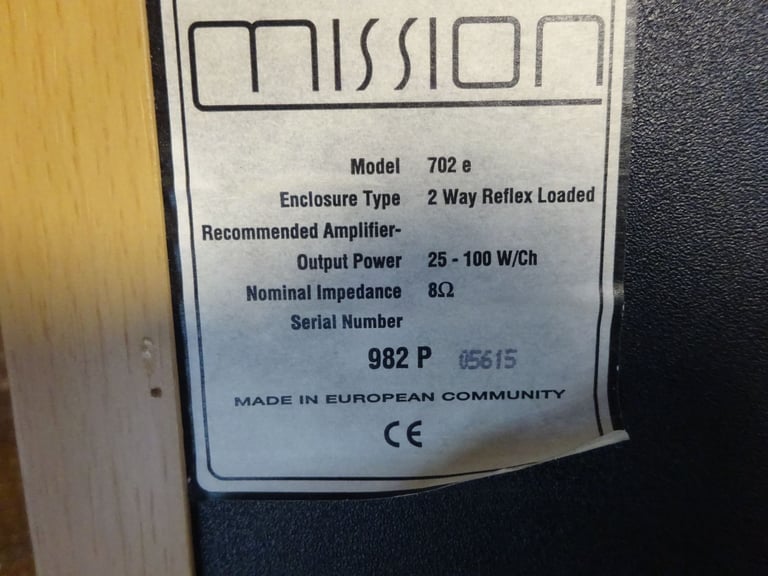 mission
Model 702 e
Enclosure Type 2 Way Reflex Loaded
Recommended Amplifier-
Output Power 25 - 100 W/Ch
Nominal Impedance 8Ω
Serial Number
982 P 05615
MADE IN EUROPEAN COMMUNITY
CE